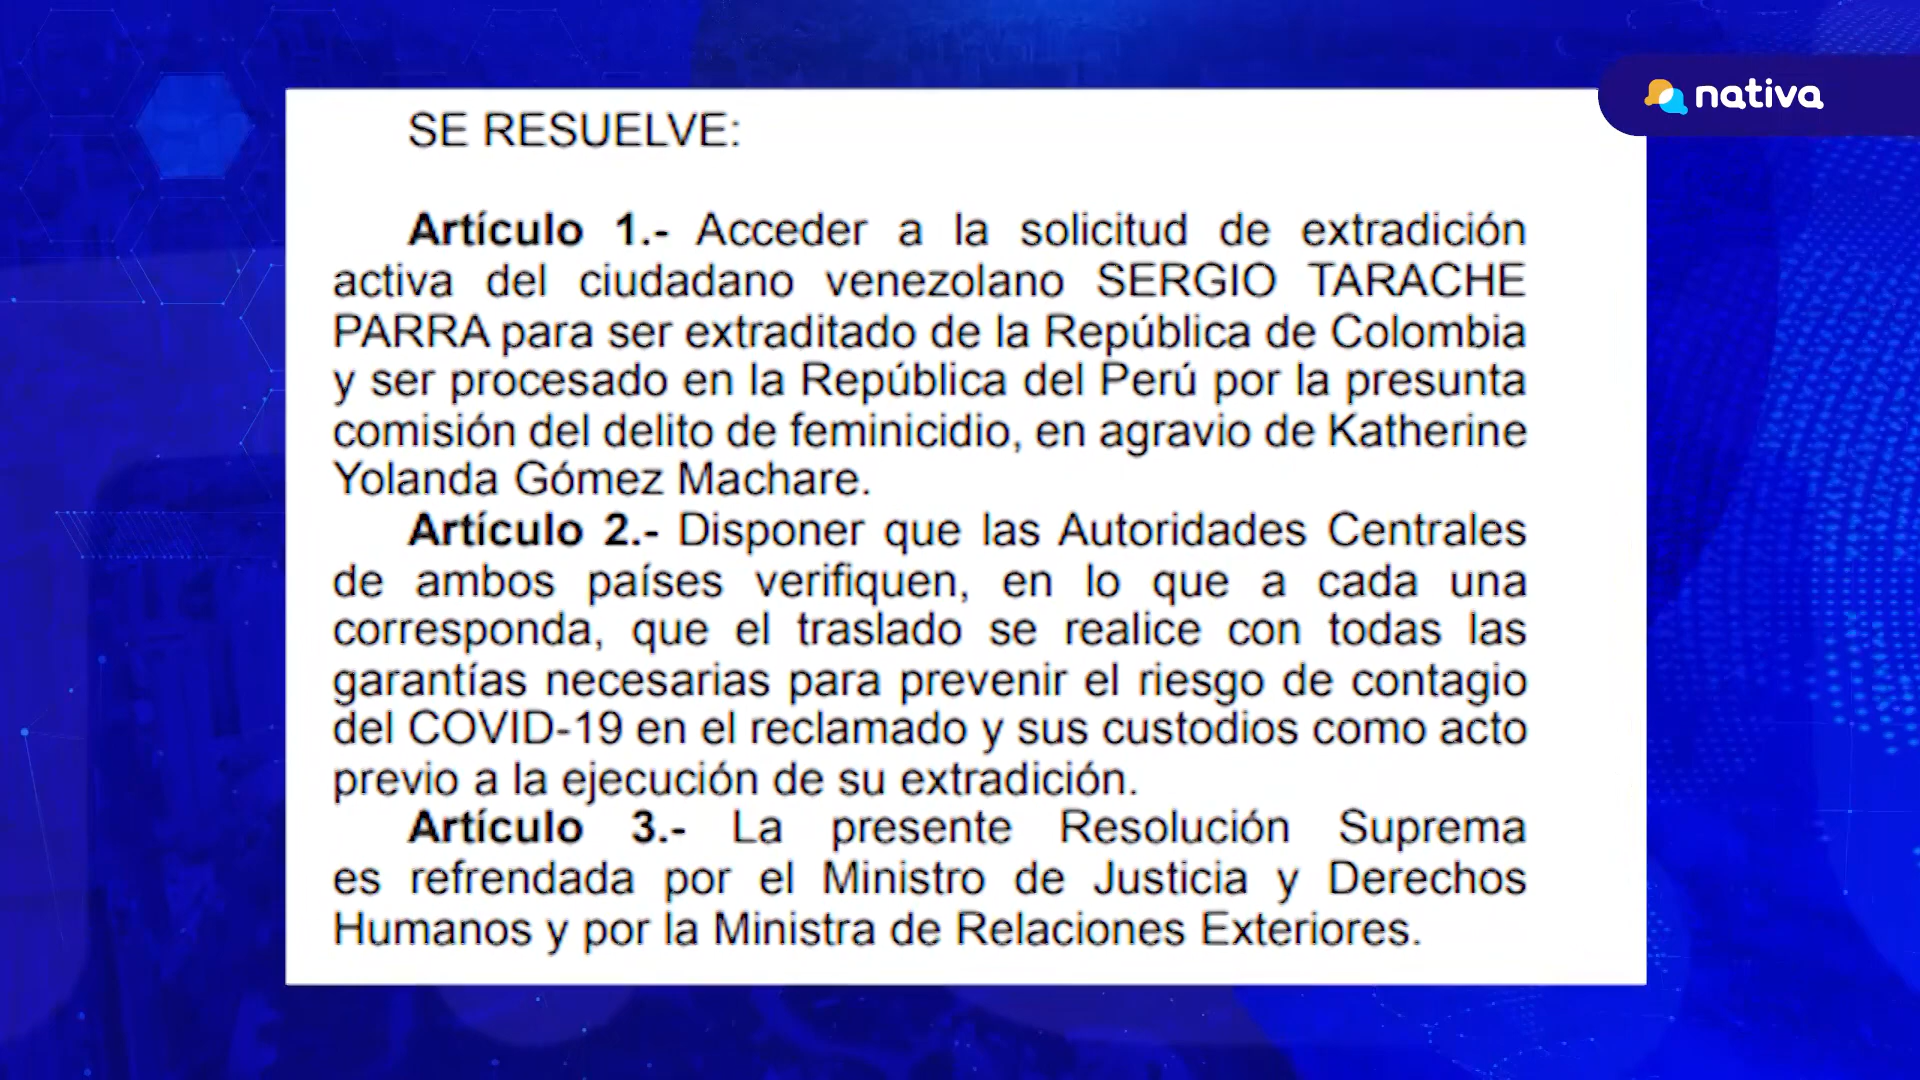 nativa
SE RESUELVE:
Artículo 1.- Acceder a la solicitud de extradición
activa del ciudadano venezolano SERGIO TARACHE
PARRA para ser extraditado de la República de Colombia
y ser procesado en la República del Perú por la presunta
comisión del delito de feminicidio, en agravio de Katherine
Yolanda Gómez Machare.
Artículo 2.- Disponer que las Autoridades Centrales
de ambos países verifiquen, en lo que a cada una
corresponda, que el traslado se realice con todas las
garantías necesarias para prevenir el riesgo de contagio
del COVID-19 en el reclamado y sus custodios como acto
previo a la ejecución de su extradición.
Artículo 3.- La presente Resolución Suprema
es refrendada por el Ministro de Justicia y Derechos
Humanos y por la Ministra de Relaciones Exteriores.